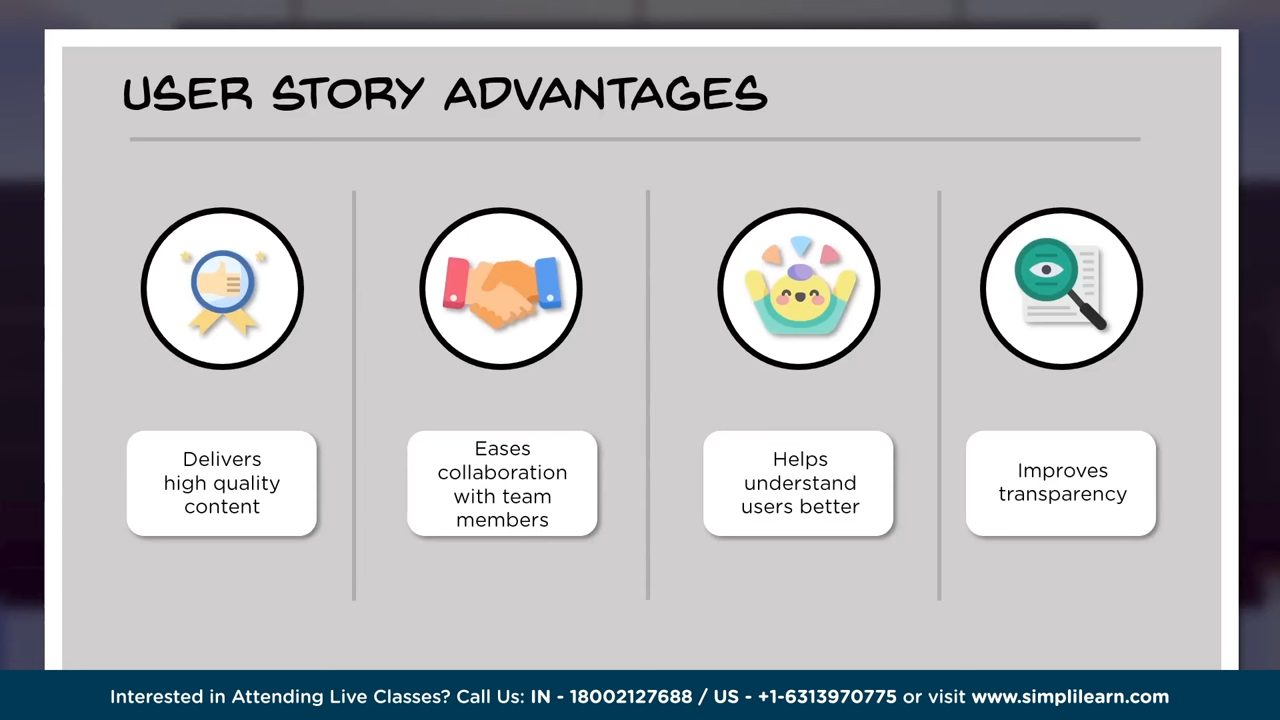 USER STORY ADVANTAGES
Delivers
high quality
content
Eases
collaboration
with team
members
Helps
understand
users better
Improves
transparency
Interested in Attending Live Classes? Call Us: IN - 18002127688 / US - +1-6313970775 or visit www.simplilearn.com